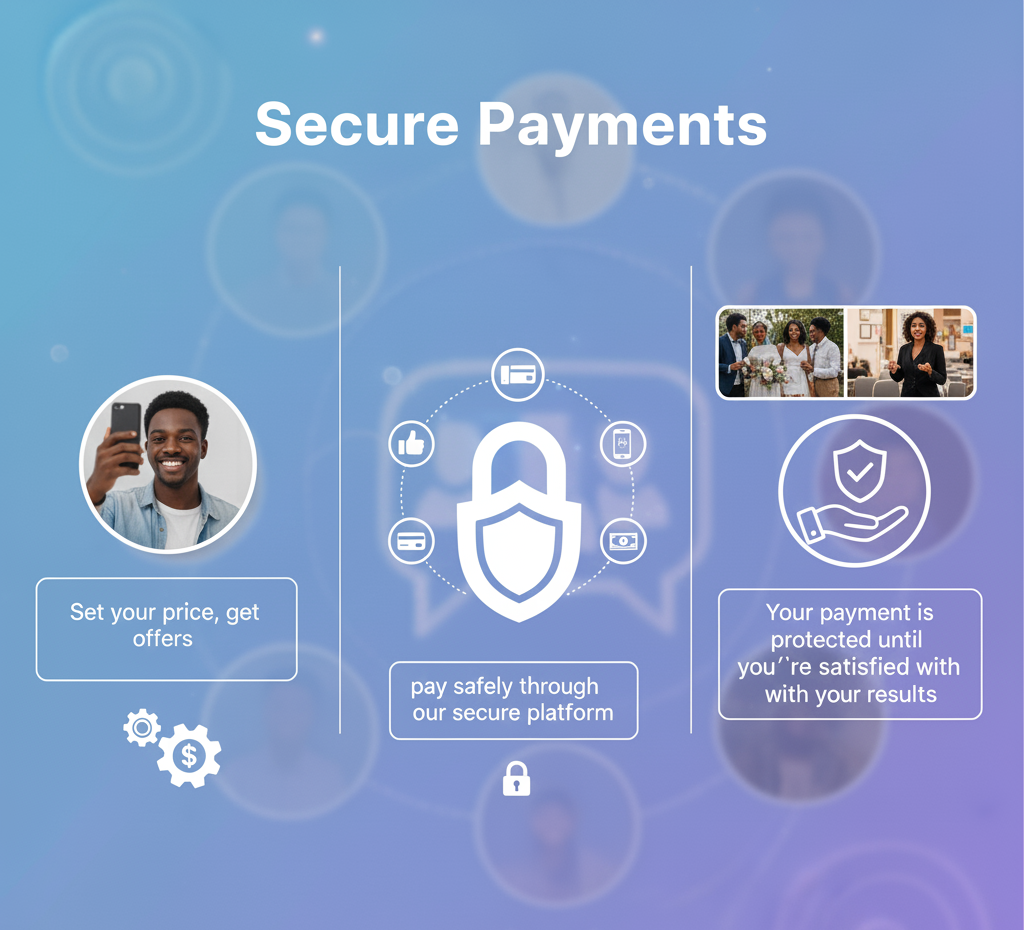 Secure Payments
Set your price, get
offers
$
pay safely through
our secure platform
Your payment is
protected until
you’'re satisfied with
with your results